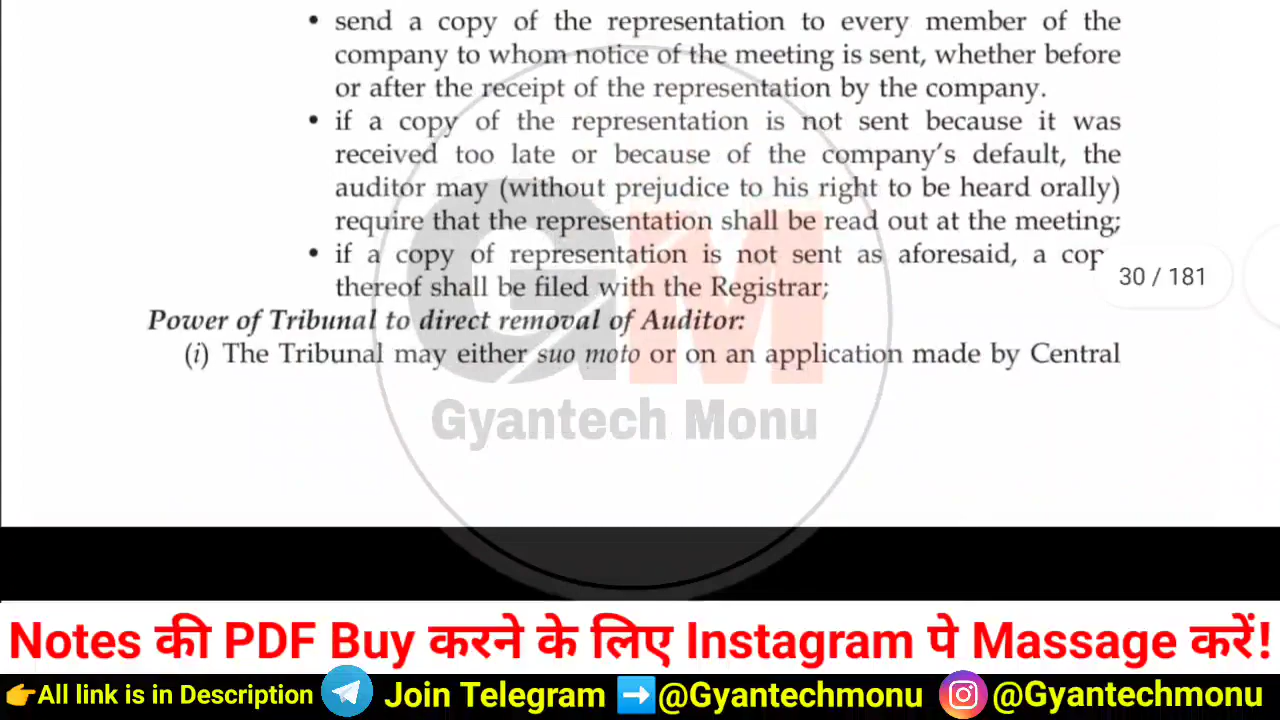 • send a copy of the representation to every member of the
company to whom notice of the meeting is sent, whether before
or after the receipt of the representation by the company.
• if a copy of the representation is not sent because it was
received too late or because of the company's default, the
auditor may (without prejudice to his right to be heard orally)
require that the representation shall be read out at the meeting;
• if a copy of representation is not sent as aforesaid, a cop
thereof shall be filed with the Registrar;
30 / 181
Power of Tribunal to direct removal of Auditor:
(i) The Tribunal may either suo moto or on an application made by Central
GM
Gyantech Monu
Notes की PDF Buy करने के लिए Instagram पे Massage करें!
👉All link is in Description Join Telegram ➡️@Gyantechmonu @Gyantechmonu